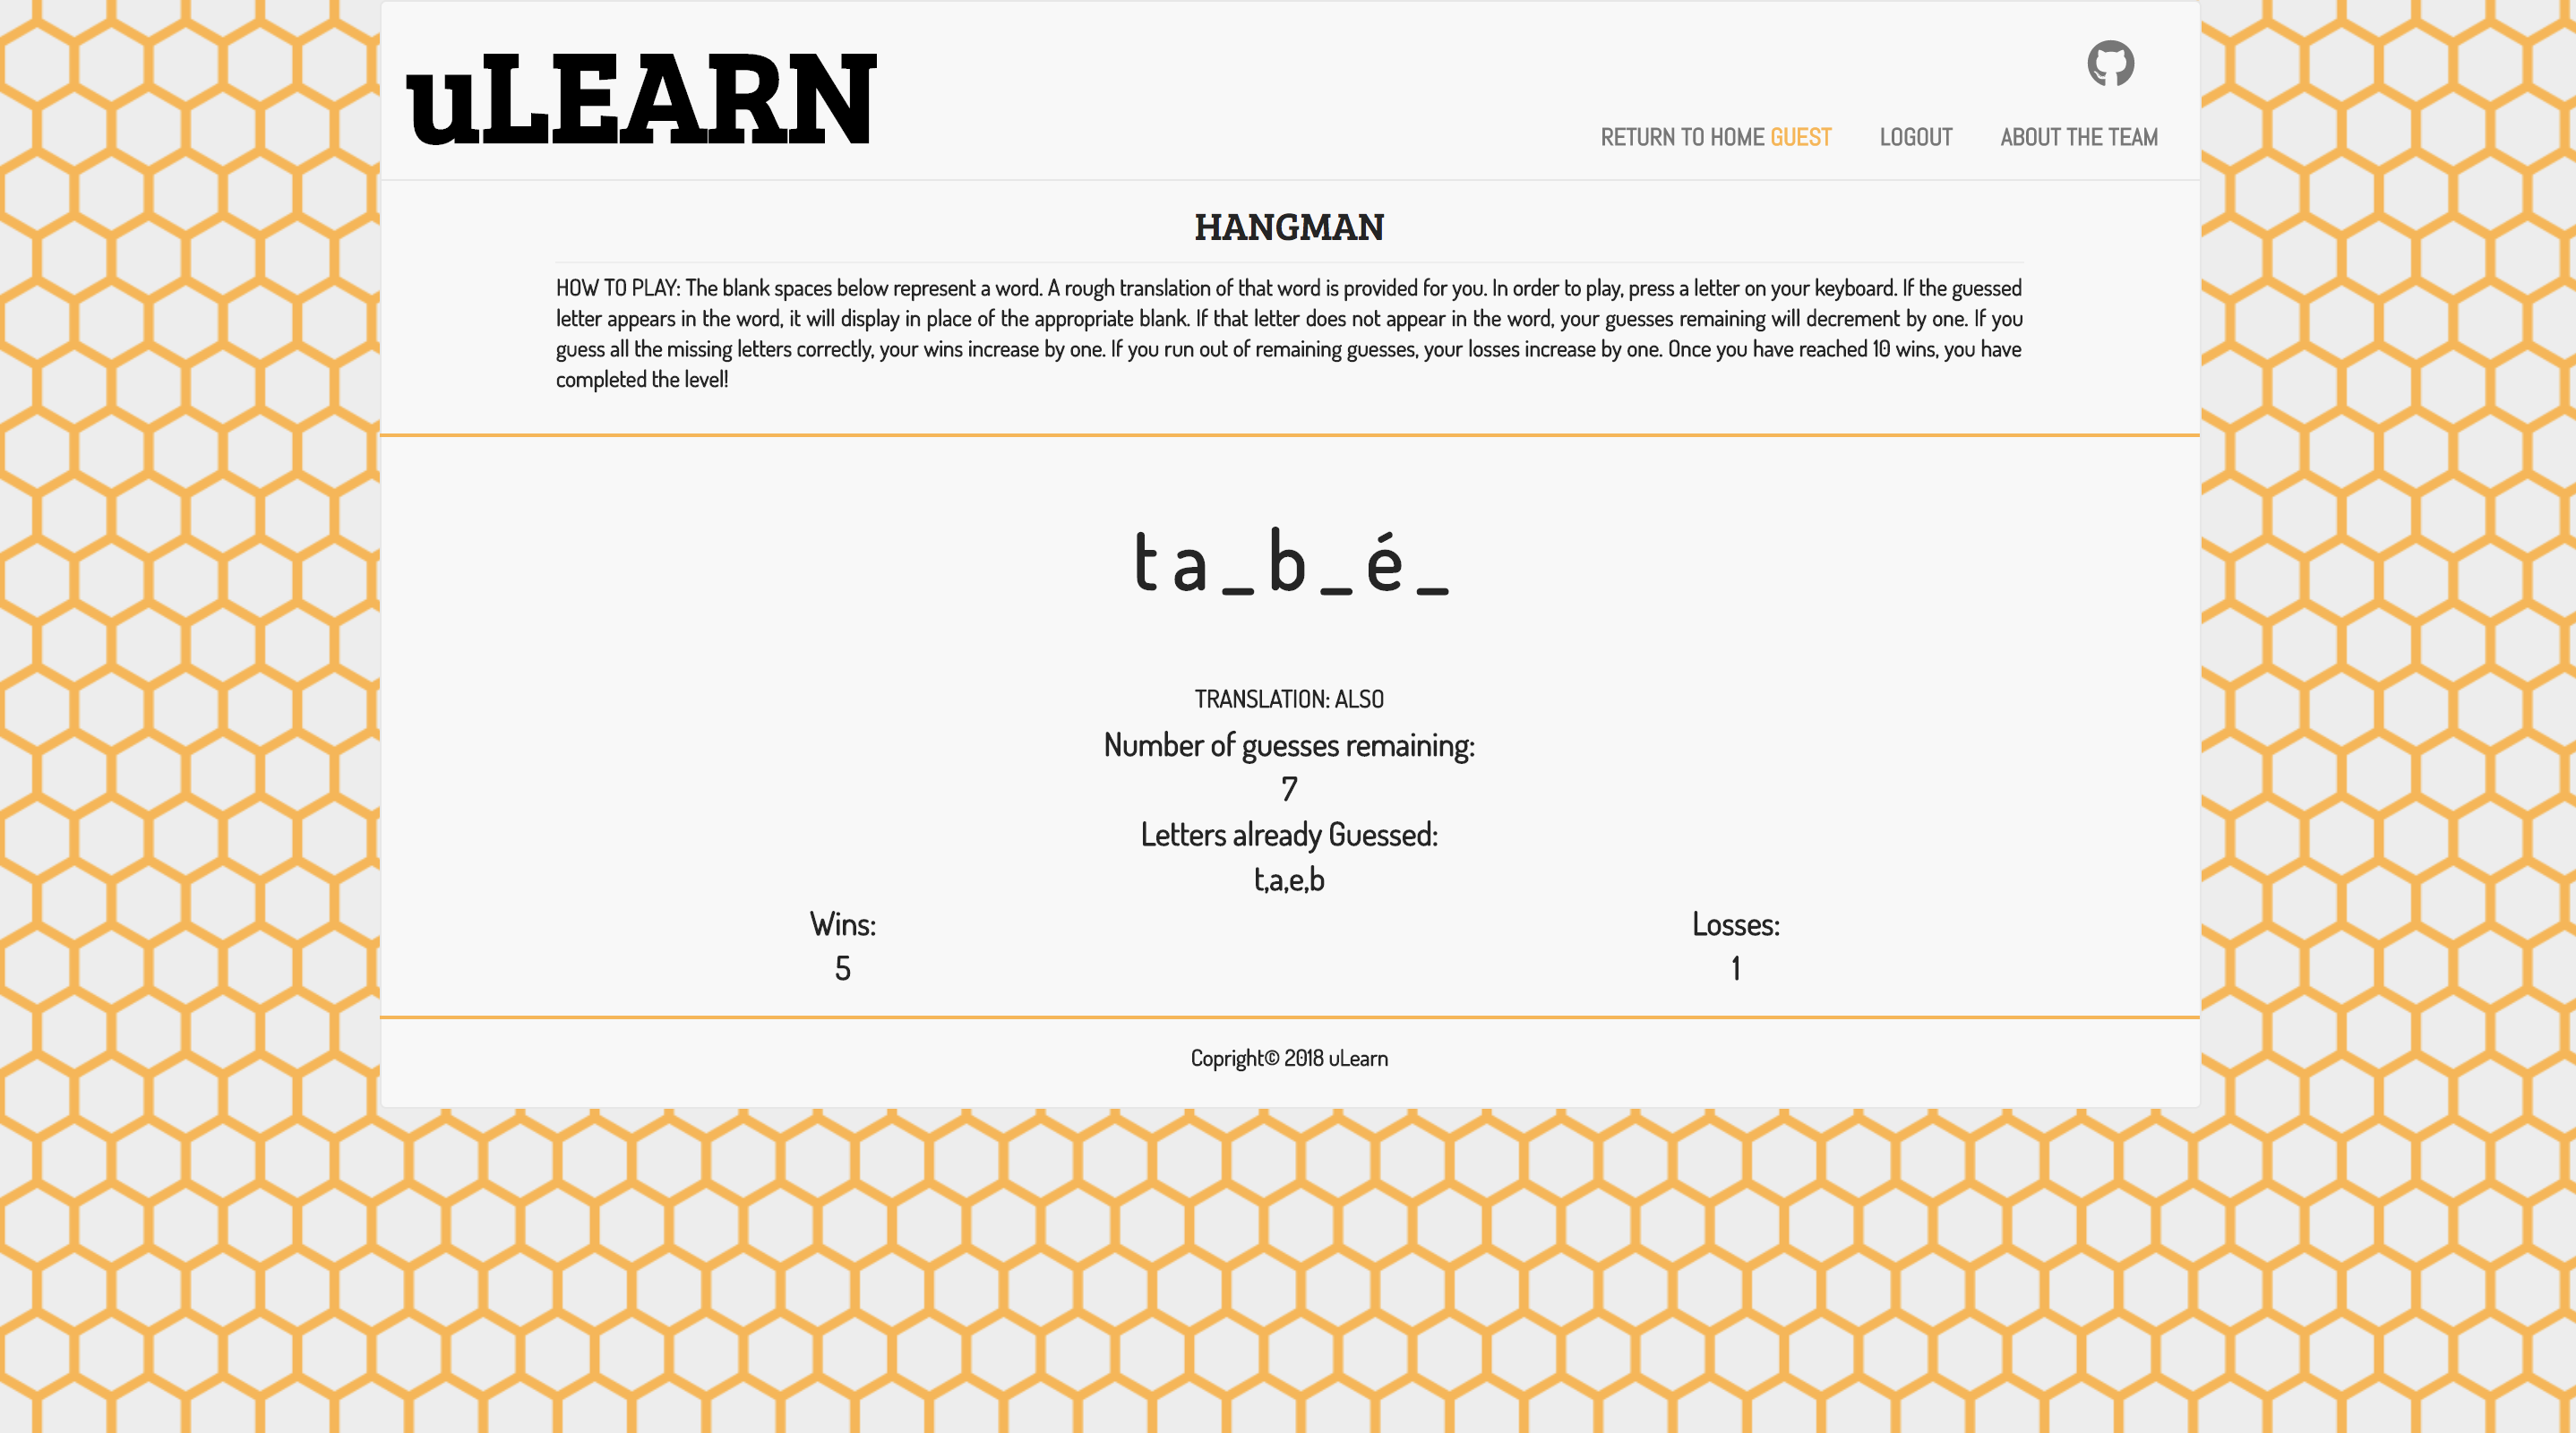 uLEARN
RETURN TO HOME GUEST LOGOUT ABOUT THE TEAM
HANGMAN
HOW TO PLAY: The blank spaces below represent a word. A rough translation of that word is provided for you. In order to play, press a letter on your keyboard. If the guessed
letter appears in the word, it will display in place of the appropriate blank. If that letter does not appear in the word, your guesses remaining will decrement by one. If you
guess all the missing letters correctly, your wins increase by one. If you run out of remaining guesses, your losses increase by one. Once you have reached 10 wins, you have
completed the level!
t a _ b _ é _
TRANSLATION: ALSO
Number of guesses remaining:
7
Letters already Guessed:
t,a,e,b
Wins: Losses:
5 1
Copright© 2018 uLearn